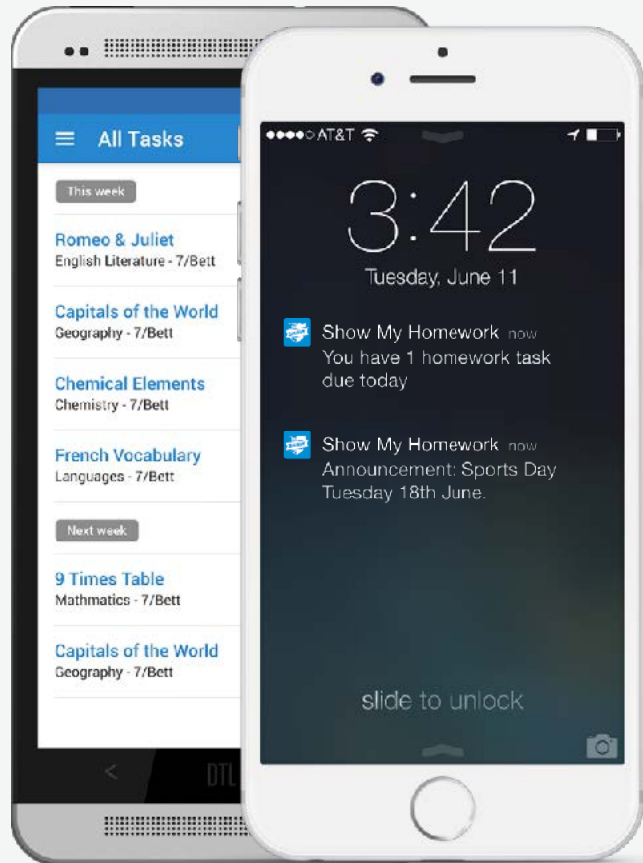 All Tasks
This week
Romeo & Juliet
English Literature - 7/Bett
Capitals of the World
Geography - 7/Bett
Chemical Elements
Chemistry - 7/Bett
French Vocabulary
Languages - 7/Bett
Next week
9 Times Table
Mathmatics - 7/Bett
Capitals of the World
Geography - 7/Bett
DTL
AT&T
3:42
Tuesday, June 11
Show My Homework now
You have 1 homework task
due today
Show My Homework now
Announcement: Sports Day
Tuesday 18th June.
slide to unlock